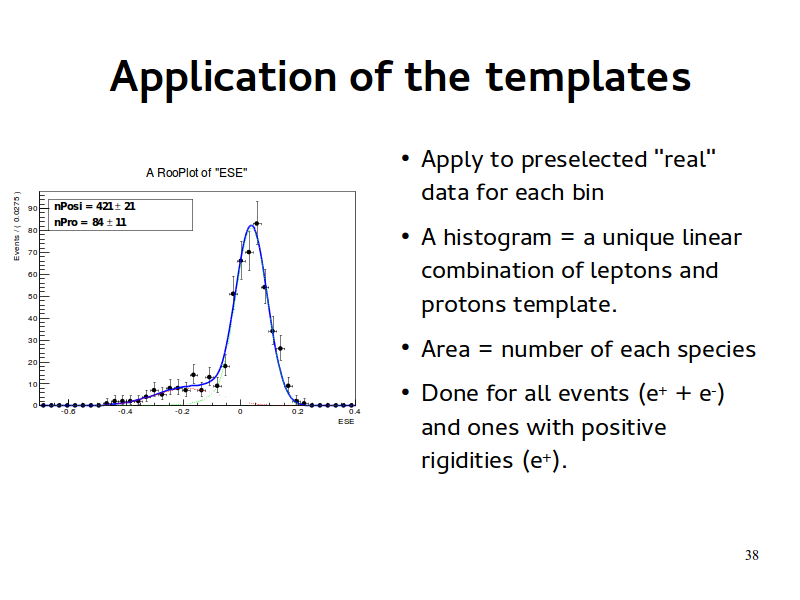 Application of the templates
A RooPlot of "ESE"
Events / ( 0.0275 )
nPosi = 421 ± 21
nPro = 84 ± 11
90
80
70
60
50
40
30
20
10
0
-0.6 -0.4 -0.2 0 0.2 0.4
ESE
• Apply to preselected "real"
data for each bin
• A histogram = a unique linear
combination of leptons and
protons template.
• Area = number of each species
• Done for all events (e⁺ + e⁻)
and ones with positive
rigidities (e⁺).
38